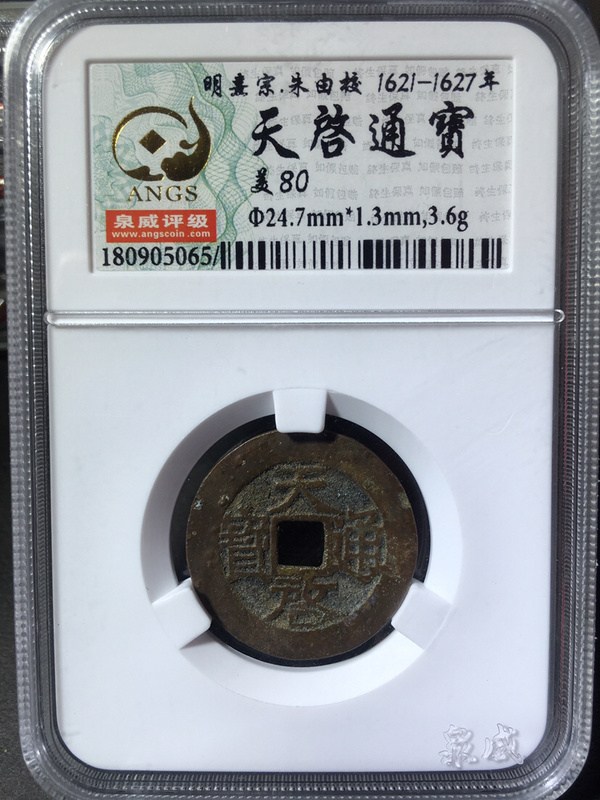 明熹宗.朱由校 1621-1627年
天啓通寶
美80
ANGS
泉威评级
www.angscoin.com
Φ24.7mm*1.3mm,3.6g
180905065/
天
寳 通
啓
泉威